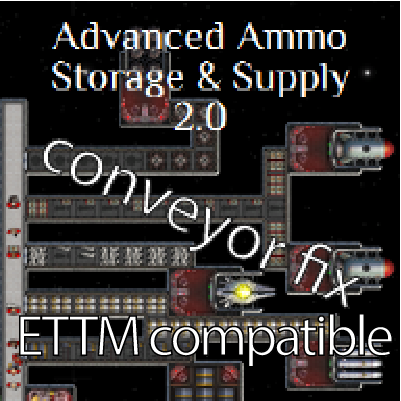 Advanced Ammo
Storage & Supply
2.0
conveyor fix
ETTM compatible